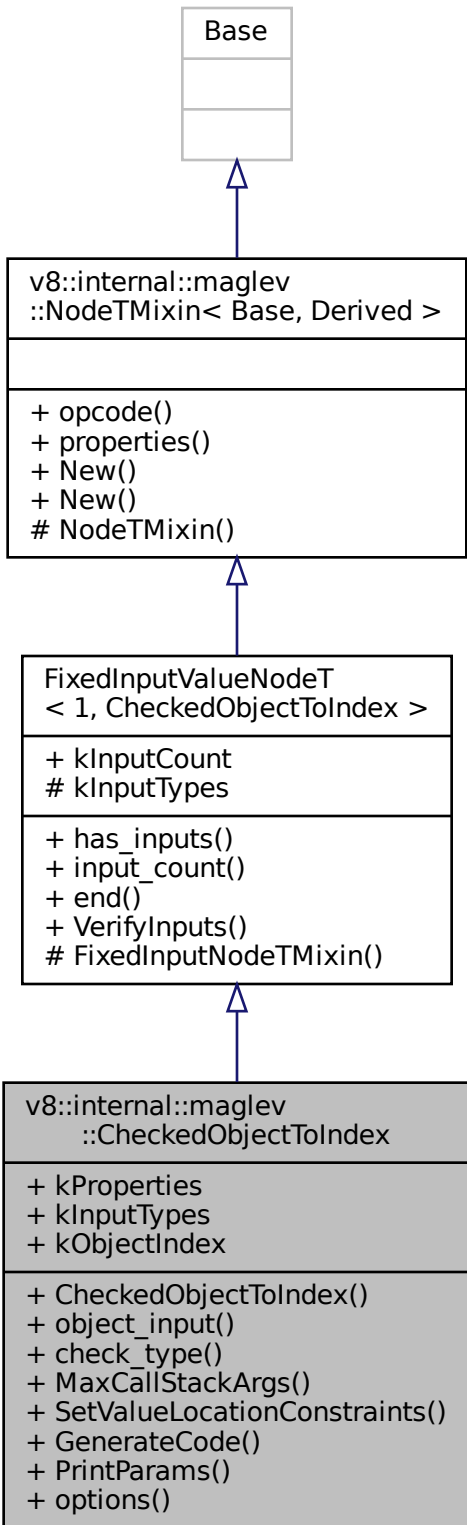 Base
v8::internal::maglev
::NodeTMixin< Base, Derived >
+ opcode()
+ properties()
+ New()
+ New()
# NodeTMixin()
FixedInputValueNodeT
< 1, CheckedObjectToIndex >
+ kInputCount
# kInputTypes
+ has_inputs()
+ input_count()
+ end()
+ VerifyInputs()
# FixedInputNodeTMixin()
v8::internal::maglev
::CheckedObjectToIndex
+ kProperties
+ kInputTypes
+ kObjectIndex
+ CheckedObjectToIndex()
+ object_input()
+ check_type()
+ MaxCallStackArgs()
+ SetValueLocationConstraints()
+ GenerateCode()
+ PrintParams()
+ options()